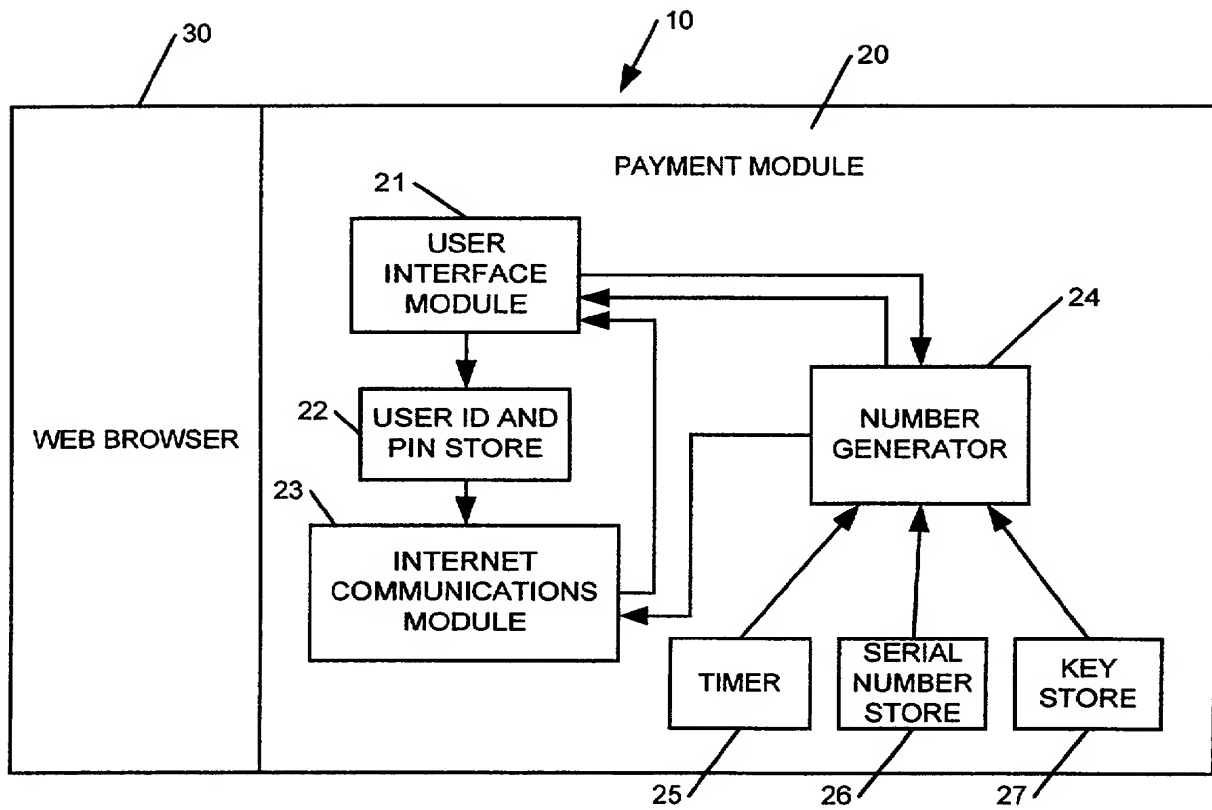 30
10
20
PAYMENT MODULE
21
USER
INTERFACE
MODULE
24
22
USER ID AND
PIN STORE
NUMBER
GENERATOR
WEB BROWSER
23
INTERNET
COMMUNICATIONS
MODULE
TIMER
SERIAL
NUMBER
STORE
KEY
STORE
25
26
27